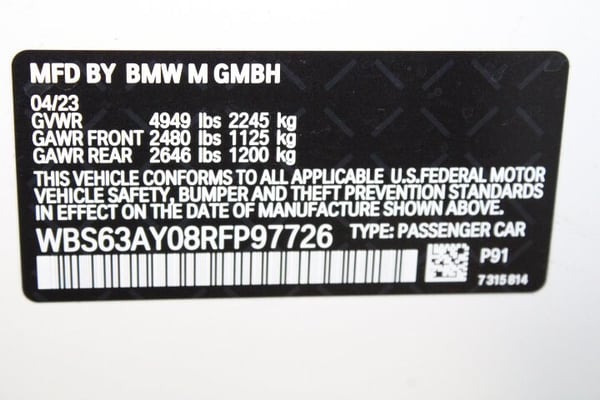 MFD BY BMW M GMBH
04/23
GVWR 4949 lbs 2245 kg
GAWR FRONT 2480 lbs 1125 kg
GAWR REAR 2646 lbs 1200 kg
THIS VEHICLE CONFORMS TO ALL APPLICABLE U.S.FEDERAL MOTOR
VEHICLE SAFETY, BUMPER AND THEFT PREVENTION STANDARDS
IN EFFECT ON THE DATE OF MANUFACTURE SHOWN ABOVE.
WBS63AY08RFP97726 TYPE: PASSENGER CAR
P91
7315814